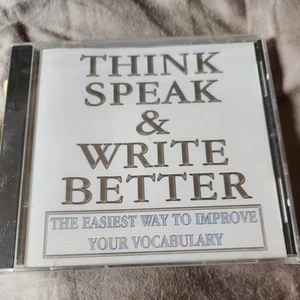 THINK
SPEAK
&
WRITE
BETTER
THE EASIEST WAY TO IMPROVE
YOUR VOCABULARY